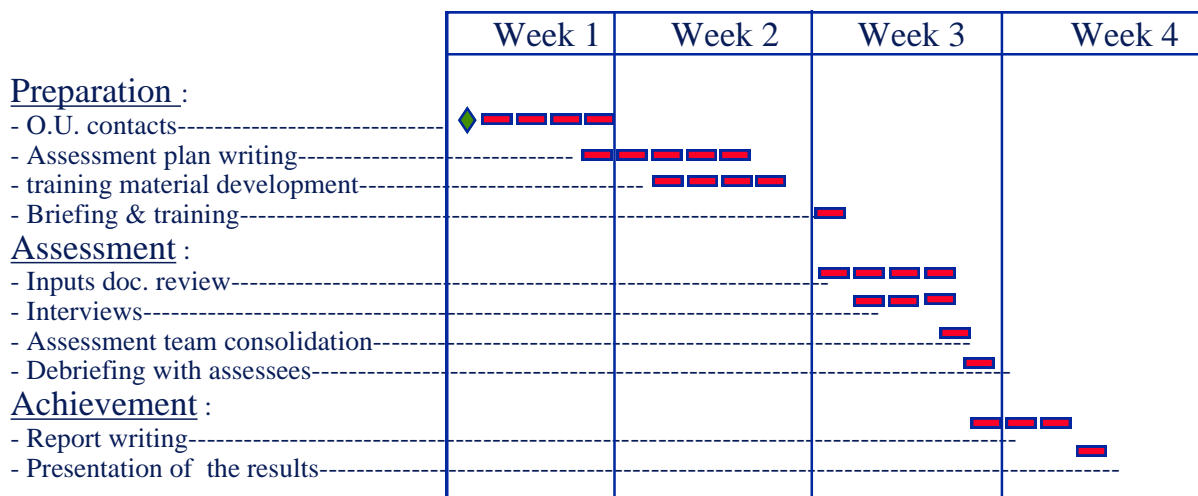 Week 1 Week 2 Week 3 Week 4
Preparation :
- O.U. contacts
- Assessment plan writing
- training material development
- Briefing & training
Assessment :
- Inputs doc. review
- Interviews
- Assessment team consolidation
- Debriefing with assessees
Achievement :
- Report writing
- Presentation of the results